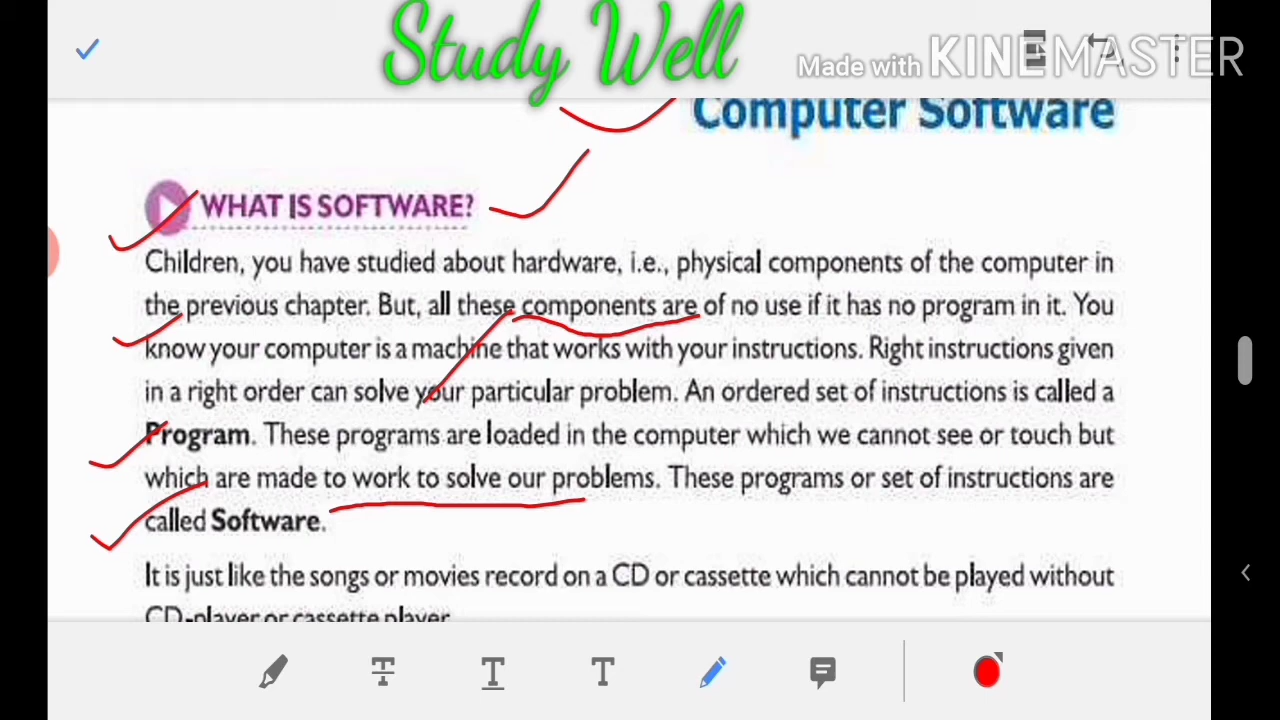 Study Well
Made with KINEMASTER
Computer Software
WHAT IS SOFTWARE?
Children, you have studied about hardware, i.e., physical components of the computer in
the previous chapter. But, all these components are of no use if it has no program in it. You
know your computer is a machine that works with your instructions. Right instructions given
in a right order can solve your particular problem. An ordered set of instructions is called a
Program. These programs are loaded in the computer which we cannot see or touch but
which are made to work to solve our problems. These programs or set of instructions are
called Software.
It is just like the songs or movies record on a CD or cassette which cannot be played without
CD-player or cassette player.
T
T
T